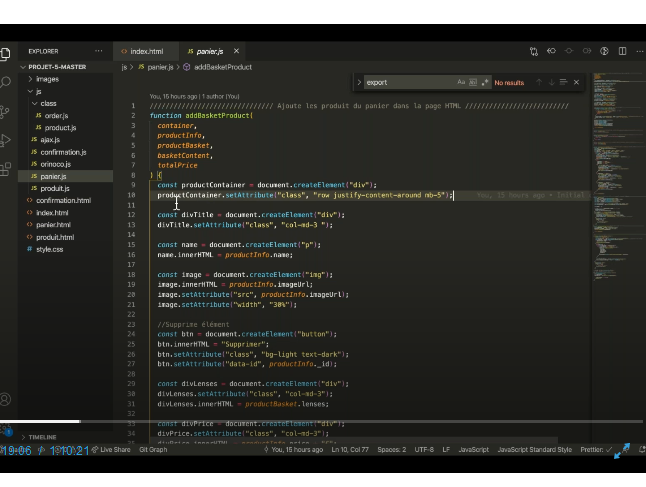 EXPLORER ···
<> index.html JS panier.js ×
PROJET-5-MASTER
js > JS panier.js > addBasketProduct
> images
js
class
JS order.js
JS product.js
JS ajax.js
JS confirmation.js
JS orinoco.js
JS panier.js
JS produit.js
<> confirmation.html
<> index.html
<> panier.html
<> produit.html
# style.css
> export Aa No results
You, 15 hours ago | 1 author (You)
1 /////////////////////////////// Ajoute les produit du panier dans la page HTML //////////////////////////
2 function addBasketProduct(
3 container,
4 productInfo,
5 productBasket,
6 basketContent,
7 totalPrice
8 ) {
9 const productContainer = document.createElement("div");
10 productContainer.setAttribute("class", "row justify-content-around mb-5"); You, 15 hours ago • Initial
11
12 const divTitle = document.createElement("div");
13 divTitle.setAttribute("class", "col-md-3 ");
14
15 const name = document.createElement("p");
16 name.innerHTML = productInfo.name;
17
18 const image = document.createElement("img");
19 image.innerHTML = productInfo.imageUrl;
20 image.setAttribute("src", productInfo.imageUrl);
21 image.setAttribute("width", "30%");
22
23 //Supprime élément
24 const btn = document.createElement("button");
25 btn.innerHTML = "Supprimer";
26 btn.setAttribute("class", "bg-light text-dark");
27 btn.setAttribute("data-id", productInfo._id);
28
29 const divLenses = document.createElement("div");
30 divLenses.setAttribute("class", "col-md-3");
31 divLenses.innerHTML = productBasket.lenses;
32
33 const divPrice = document.createElement("div");
34 divPrice.setAttribute("class", "col-md-3");
> TIMELINE
19:06 1:10:21 Live Share Git Graph You, 15 hours ago Ln 10, Col 77 Spaces: 2 UTF-8 LF JavaScript JavaScript Standard Style Prettier: ✓